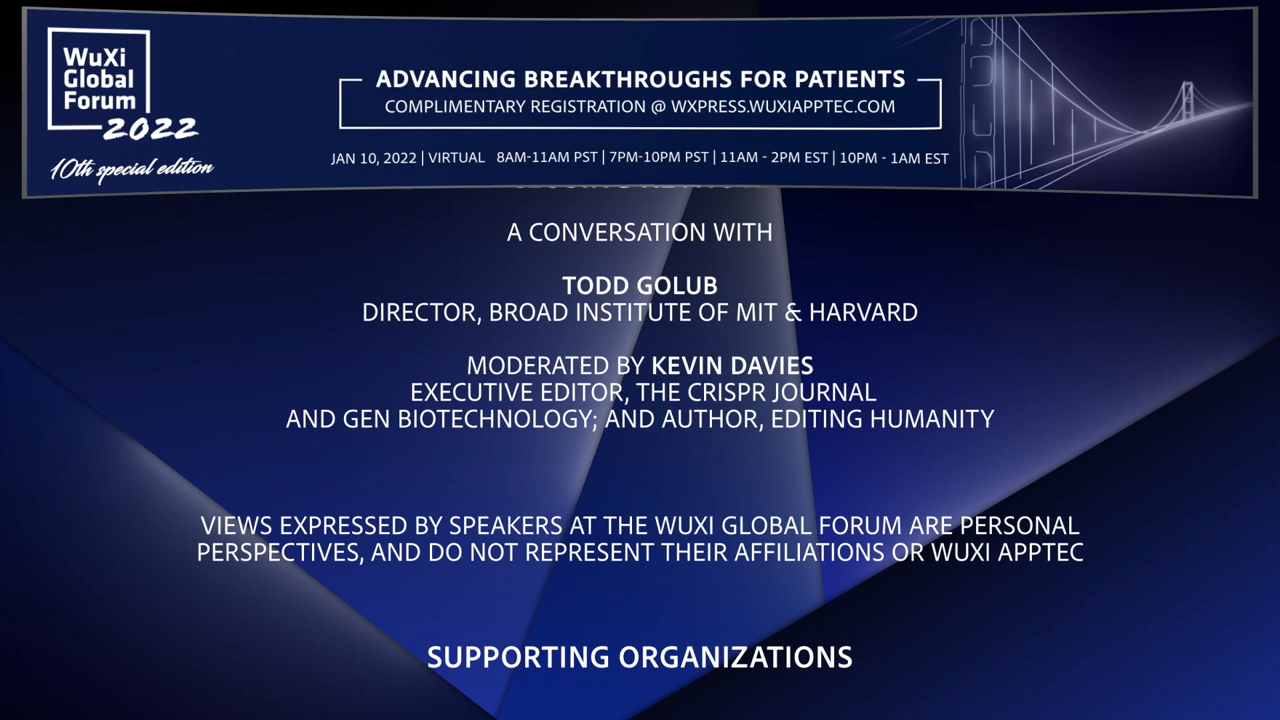 WuXi
Global
Forum
2022
10th special edition
ADVANCING BREAKTHROUGHS FOR PATIENTS
COMPLIMENTARY REGISTRATION @ WXPRESS.WUXIAPPTEC.COM
JAN 10, 2022 | VIRTUAL 8AM-11AM PST | 7PM-10PM PST | 11AM - 2PM EST | 10PM - 1AM EST
A CONVERSATION WITH
TODD GOLUB
DIRECTOR, BROAD INSTITUTE OF MIT & HARVARD
MODERATED BY KEVIN DAVIES
EXECUTIVE EDITOR, THE CRISPR JOURNAL
AND GEN BIOTECHNOLOGY; AND AUTHOR, EDITING HUMANITY
VIEWS EXPRESSED BY SPEAKERS AT THE WUXI GLOBAL FORUM ARE PERSONAL
PERSPECTIVES, AND DO NOT REPRESENT THEIR AFFILIATIONS OR WUXI APPTEC
SUPPORTING ORGANIZATIONS